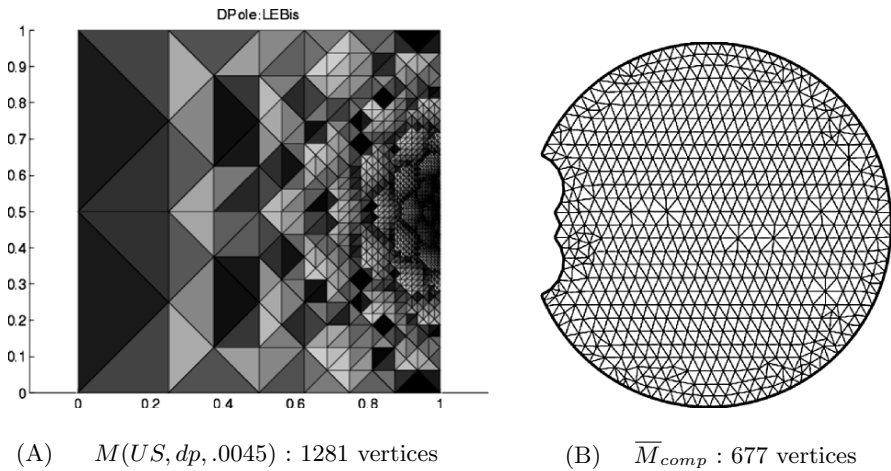 DPole:LEBis
1
0.9
0.8
0.7
0.6
0.5
0.4
0.3
0.2
0.1
0
0 0.2 0.4 0.6 0.8 1
(A) M(US, dp, .0045) : 1281 vertices
(B) M̅_comp : 677 vertices